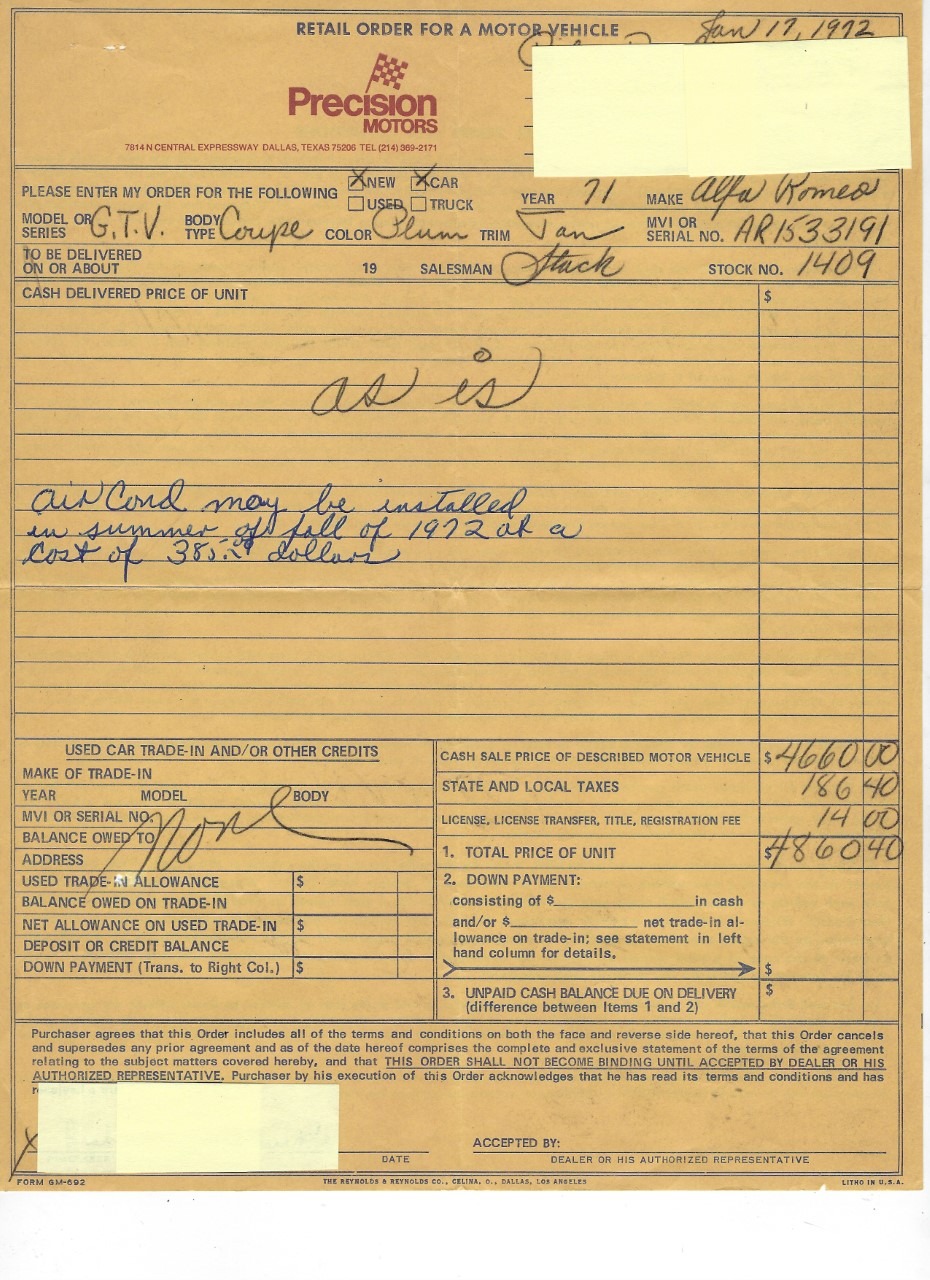 RETAIL ORDER FOR A MOTOR VEHICLE
Jan 17, 1972
Precision
MOTORS
7814 N CENTRAL EXPRESSWAY DALLAS, TEXAS 75206 TEL (214) 369-2171
PLEASE ENTER MY ORDER FOR THE FOLLOWING X NEW X CAR
USED TRUCK
YEAR 71 MAKE Alfa Romeo
MODEL OR SERIES G.T.V. BODY TYPE Coupe COLOR Plum TRIM Tan MVI OR SERIAL NO. AR1533191
TO BE DELIVERED ON OR ABOUT 19 SALESMAN Stack STOCK NO. 1409
CASH DELIVERED PRICE OF UNIT $
as is
Air Cond may be installed
in summer of fall of 1972 at a
cost of 385.00 dollars
USED CAR TRADE-IN AND/OR OTHER CREDITS
MAKE OF TRADE-IN
YEAR MODEL BODY
MVI OR SERIAL NO.
BALANCE OWED TO
None
ADDRESS
USED TRADE-IN ALLOWANCE $
BALANCE OWED ON TRADE-IN
NET ALLOWANCE ON USED TRADE-IN $
DEPOSIT OR CREDIT BALANCE
DOWN PAYMENT (Trans. to Right Col.) $
CASH SALE PRICE OF DESCRIBED MOTOR VEHICLE $4660 00
STATE AND LOCAL TAXES 186 40
LICENSE, LICENSE TRANSFER, TITLE, REGISTRATION FEE 14 00
1. TOTAL PRICE OF UNIT $4860 40
2. DOWN PAYMENT:
consisting of $ in cash
and/or $ net trade-in al-
lowance on trade-in; see statement in left
hand column for details.
$
3. UNPAID CASH BALANCE DUE ON DELIVERY $
(difference between Items 1 and 2)
Purchaser agrees that this Order includes all of the terms and conditions on both the face and reverse side hereof, that this Order cancels
and supersedes any prior agreement and as of the date hereof comprises the complete and exclusive statement of the terms of the agreement
relating to the subject matters covered hereby, and that THIS ORDER SHALL NOT BECOME BINDING UNTIL ACCEPTED BY DEALER OR HIS
AUTHORIZED REPRESENTATIVE. Purchaser by his execution of this Order acknowledges that he has read its terms and conditions and has
X
ACCEPTED BY:
DATE DEALER OR HIS AUTHORIZED REPRESENTATIVE
FORM GM-692 THE REYNOLDS & REYNOLDS CO., CELINA, O., DALLAS, LOS ANGELES LITHO IN U.S.A.